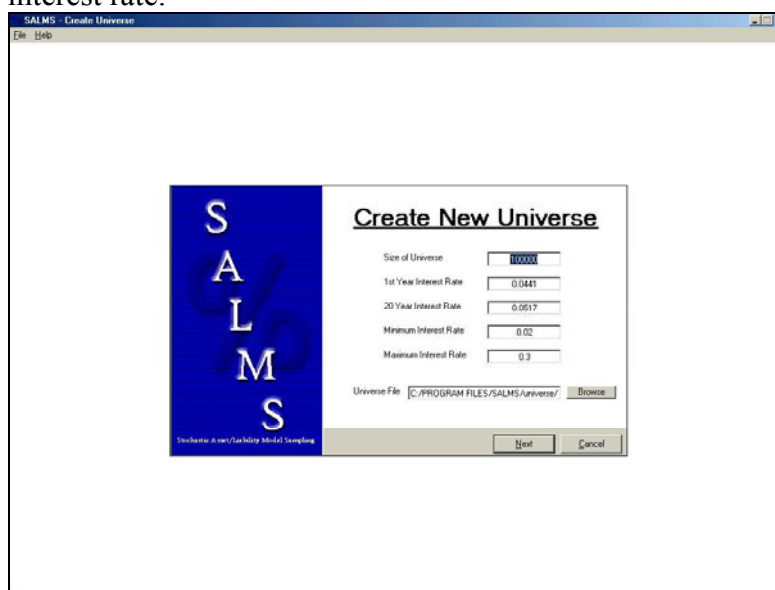 interest rate.
SALMS - Create Universe
File Help
S
A
L
M
S
Stochastic Asset/Liability Model Sampling
Create New Universe
Size of Universe 100000
1st Year Interest Rate 0.0441
20 Year Interest Rate 0.0517
Minimum Interest Rate 0.02
Maximum Interest Rate 0.3
Universe File C:/PROGRAM FILES/SALMS/universe/ Browse
Next Cancel